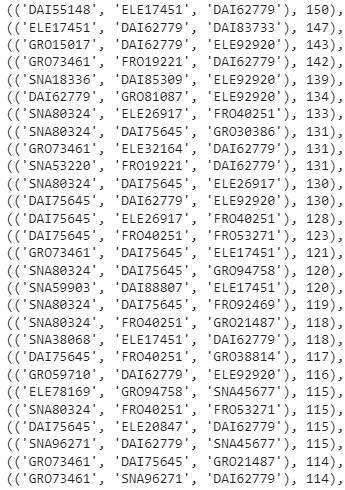 (('DAI55148', 'ELE17451', 'DAI62779'), 150),
(('ELE17451', 'DAI62779', 'DAI83733'), 147),
(('GRO15017', 'DAI62779', 'ELE92920'), 143),
(('GRO73461', 'FRO19221', 'DAI62779'), 142),
(('SNA18336', 'DAI85309', 'ELE92920'), 139),
(('DAI62779', 'GRO81087', 'ELE92920'), 134),
(('SNA80324', 'ELE26917', 'FRO40251'), 133),
(('SNA80324', 'DAI75645', 'GRO30386'), 131),
(('GRO73461', 'ELE32164', 'DAI62779'), 131),
(('SNA53220', 'FRO19221', 'DAI62779'), 131),
(('SNA80324', 'DAI75645', 'ELE26917'), 130),
(('DAI75645', 'DAI62779', 'ELE92920'), 130),
(('DAI75645', 'ELE26917', 'FRO40251'), 128),
(('DAI75645', 'FRO40251', 'FRO53271'), 123),
(('GRO73461', 'DAI75645', 'ELE17451'), 121),
(('SNA80324', 'DAI75645', 'GRO94758'), 120),
(('SNA59903', 'DAI88807', 'ELE17451'), 120),
(('SNA80324', 'DAI75645', 'FRO92469'), 119),
(('SNA80324', 'FRO40251', 'GRO21487'), 118),
(('SNA38068', 'ELE17451', 'DAI62779'), 118),
(('DAI75645', 'FRO40251', 'GRO38814'), 117),
(('GRO59710', 'DAI62779', 'ELE92920'), 116),
(('ELE78169', 'GRO94758', 'SNA45677'), 115),
(('SNA80324', 'FRO40251', 'FRO53271'), 115),
(('DAI75645', 'ELE20847', 'DAI62779'), 115),
(('SNA96271', 'DAI62779', 'SNA45677'), 115),
(('GRO73461', 'DAI75645', 'GRO21487'), 114),
(('GRO73461', 'SNA96271', 'DAI62779'), 114),